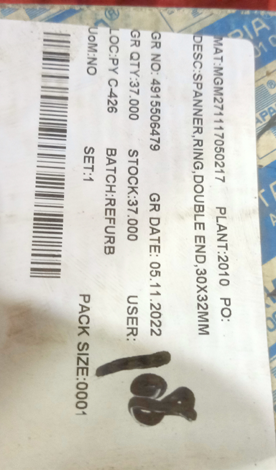 MAT:MGM271117050217 PLANT:2010 PO:
DESC:SPANNER,RING,DOUBLE END,30X32MM
GR NO: 4915506479 GR DATE: 05.11.2022
GR QTY:37.000 STOCK:37.000 USER:
LOC:PY C-426 BATCH:REFURB
UoM:NO SET:1 PACK SIZE:0001
108